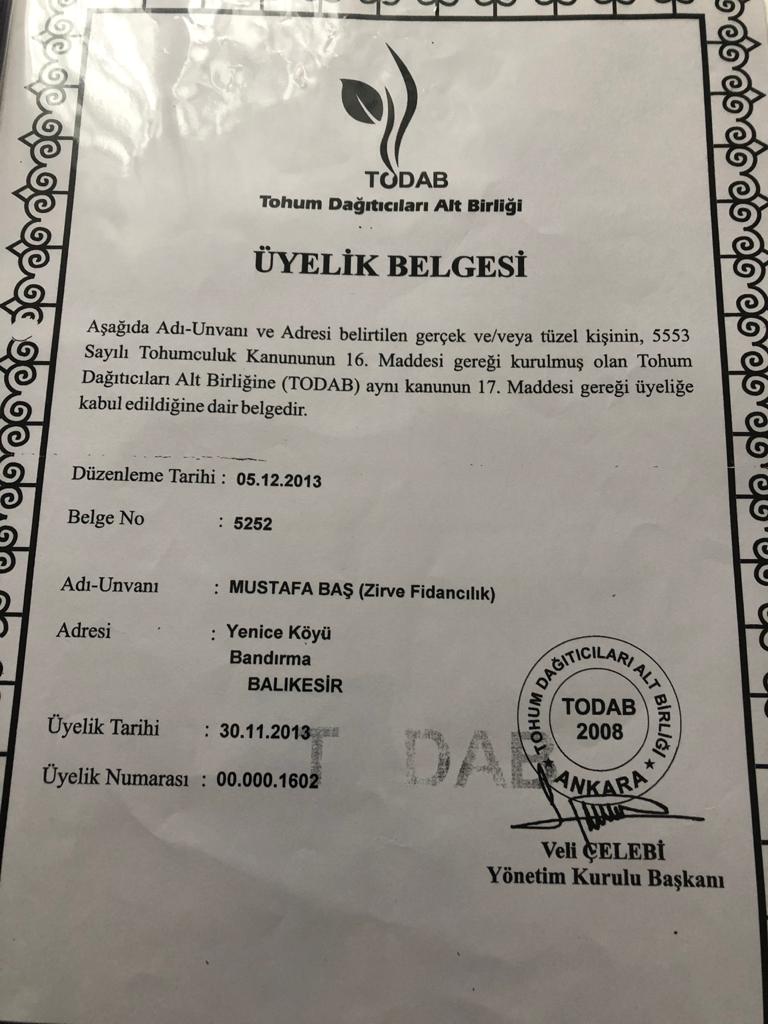 TODAB
Tohum Dağıtıcıları Alt Birliği
ÜYELİK BELGESİ
Aşağıda Adı-Unvanı ve Adresi belirtilen gerçek ve/veya tüzel kişinin, 5553
Sayılı Tohumculuk Kanununun 16. Maddesi gereği kurulmuş olan Tohum
Dağıtıcıları Alt Birliğine (TODAB) aynı kanunun 17. Maddesi gereği üyeliğe
kabul edildiğine dair belgedir.
Düzenleme Tarihi : 05.12.2013
Belge No : 5252
Adı-Unvanı : MUSTAFA BAŞ (Zirve Fidancılık)
Adresi : Yenice Köyü
Bandırma
BALIKESİR
Üyelik Tarihi : 30.11.2013
Üyelik Numarası : 00.000.1602
T DAB
TOHUM DAĞITICILARI ALT BİRLİĞİ
TODAB
2008
★ ANKARA ★
Veli ÇELEBİ
Yönetim Kurulu Başkanı